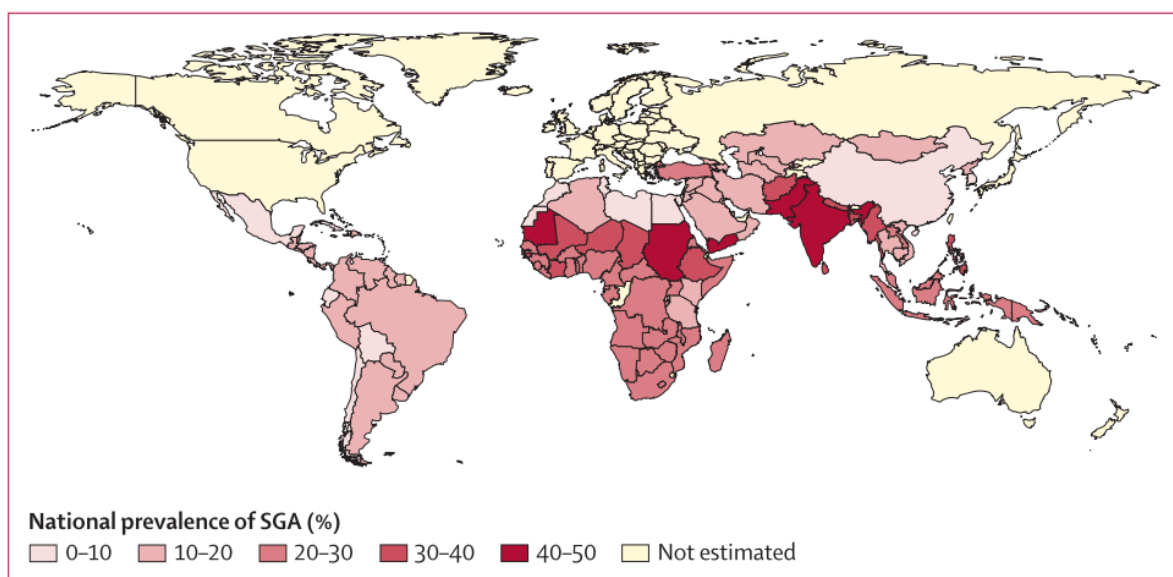 National prevalence of SGA (%)
0–10 10–20 20–30 30–40 40–50 Not estimated